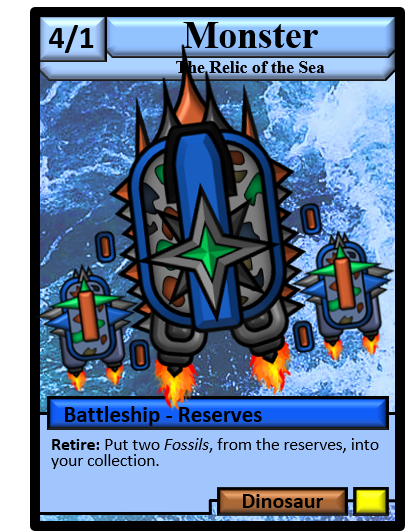 4/1
Monster
The Relic of the Sea
Battleship - Reserves
Retire: Put two Fossils, from the reserves, into
your collection.
Dinosaur